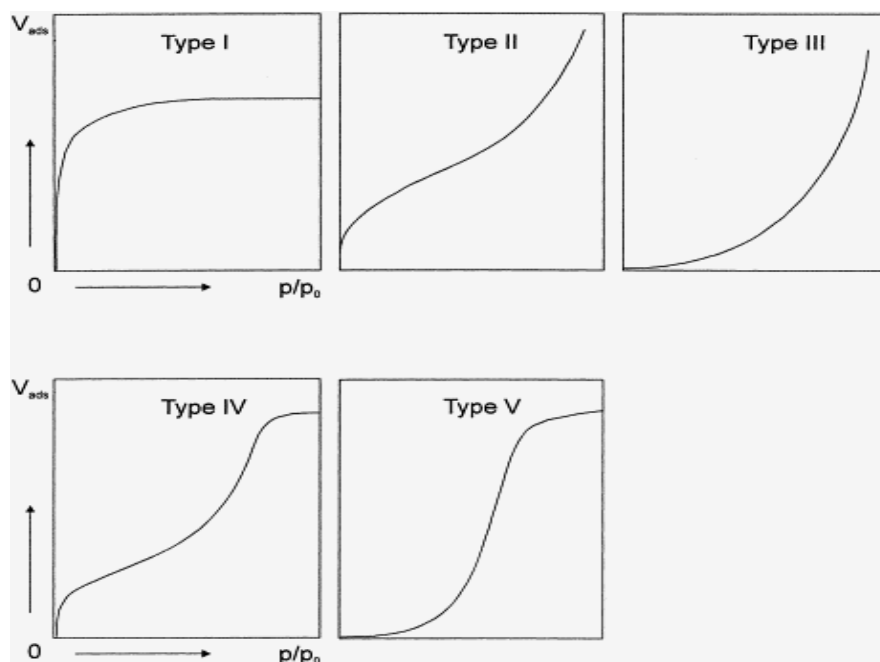 V_ads Type I Type II Type III
0 p/p₀
V_ads Type IV Type V
0 p/p₀